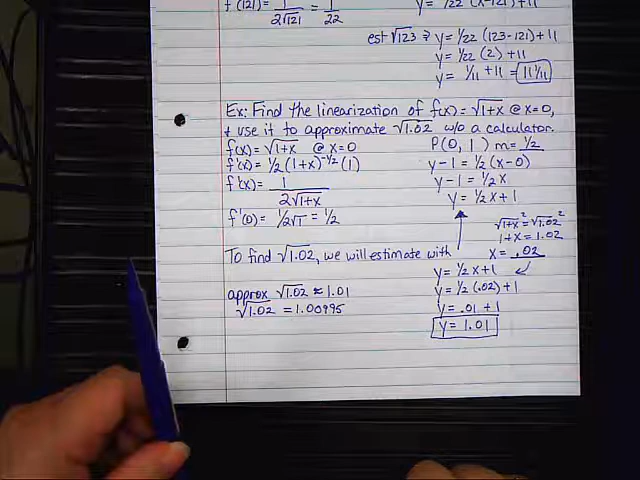 f'(121) = 1/(2√121) = 1/22
y = 1/22 (x-121)+11
est √123 ? y = 1/22 (123-121)+11
y = 1/22 (2) + 11
y = 1/11 + 11 = 11 1/11
Ex: Find the linearization of f(x) = √1+x @ x=0,
+ use it to approximate √1.02 w/o a calculator.
f(x) = √1+x @ x=0
P(0, 1) m = 1/2
f'(x) = 1/2 (1+x)^-1/2 (1)
y-1 = 1/2 (x-0)
f'(x) = 1/(2√1+x)
y-1 = 1/2 x
y = 1/2 x + 1
f'(0) = 1/2√1 = 1/2
√1+x² = √1.02²
1+x = 1.02
x = .02
To find √1.02, we will estimate with
y = 1/2 x+1
y = 1/2 (.02) + 1
y = .01 + 1
y = 1.01
approx √1.02 ≈ 1.01
√1.02 = 1.00995